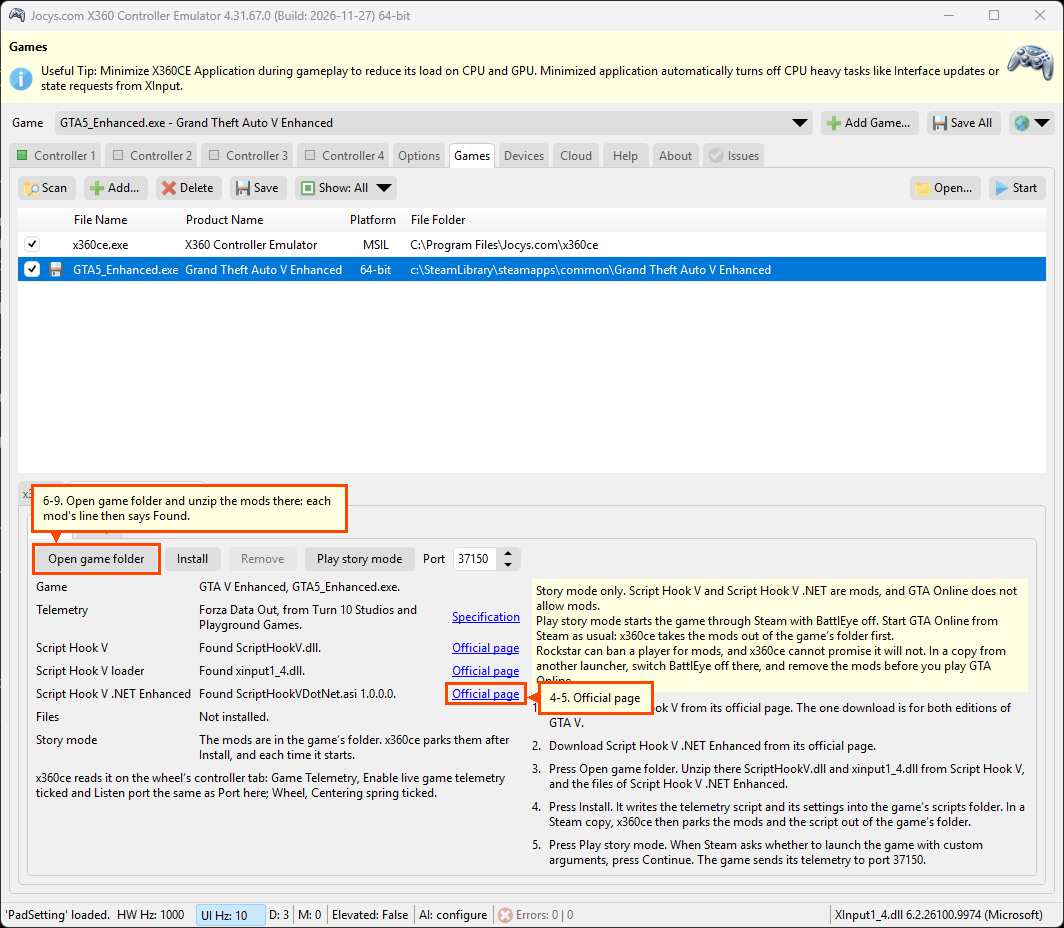 Jocys.com X360 Controller Emulator 4.31.67.0 (Build: 2026-11-27) 64-bit
Games
Useful Tip: Minimize X360CE Application during gameplay to reduce its load on CPU and GPU. Minimized application automatically turns off CPU heavy tasks like Interface updates or
state requests from XInput.
Game GTA5_Enhanced.exe - Grand Theft Auto V Enhanced Add Game... Save All
Controller 1 Controller 2 Controller 3 Controller 4 Options Games Devices Cloud Help About Issues
Scan Add... Delete Save Show: All Open... Start
File Name Product Name Platform File Folder
x360ce.exe X360 Controller Emulator MSIL C:\Program Files\Jocys.com\x360ce
GTA5_Enhanced.exe Grand Theft Auto V Enhanced 64-bit c:\SteamLibrary\steamapps\common\Grand Theft Auto V Enhanced
6-9. Open game folder and unzip the mods there: each
mod's line then says Found.
Open game folder Install Remove Play story mode Port 37150
Game GTA V Enhanced, GTA5_Enhanced.exe.
Telemetry Forza Data Out, from Turn 10 Studios and
Playground Games. Specification
Script Hook V Found ScriptHookV.dll. Official page
Script Hook V loader Found xinput1_4.dll. Official page
Script Hook V .NET Enhanced Found ScriptHookVDotNet.asi 1.0.0.0. Official page
4-5. Official page
Files Not installed.
Story mode The mods are in the game's folder. x360ce parks them after
Install, and each time it starts.
x360ce reads it on the wheel's controller tab: Game Telemetry, Enable live game telemetry
ticked and Listen port the same as Port here; Wheel, Centering spring ticked.
Story mode only. Script Hook V and Script Hook V .NET are mods, and GTA Online does not
allow mods.
Play story mode starts the game through Steam with BattlEye off. Start GTA Online from
Steam as usual: x360ce takes the mods out of the game's folder first.
Rockstar can ban a player for mods, and x360ce cannot promise it will not. In a copy from
another launcher, switch BattlEye off there, and remove the mods before you play GTA
Online.
V from its official page. The one download is for both editions of
GTA V.
2. Download Script Hook V .NET Enhanced from its official page.
3. Press Open game folder. Unzip there ScriptHookV.dll and xinput1_4.dll from Script Hook V,
and the files of Script Hook V .NET Enhanced.
4. Press Install. It writes the telemetry script and its settings into the game's scripts folder. In a
Steam copy, x360ce then parks the mods and the script out of the game's folder.
5. Press Play story mode. When Steam asks whether to launch the game with custom
arguments, press Continue. The game sends its telemetry to port 37150.
'PadSetting' loaded. HW Hz: 1000 UI Hz: 10 D: 3 M: 0 Elevated: False AI: configure Errors: 0 | 0 XInput1_4.dll 6.2.26100.9974 (Microsoft)